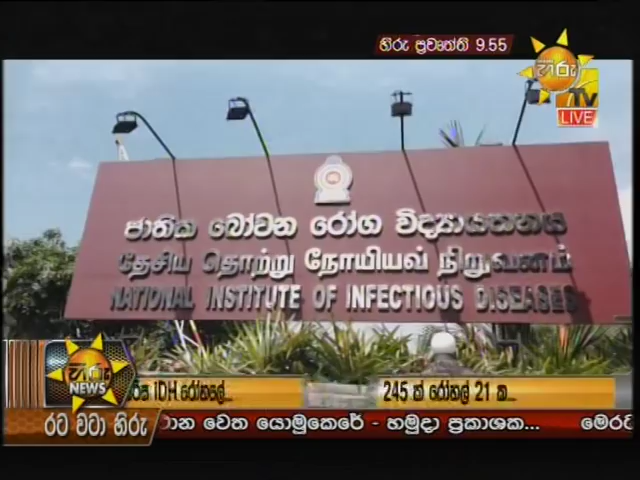 හිරු ප්‍රවෘත්ති 9.55
හිරු
TV
LIVE
ජාතික බෝවන රෝග විද්‍යායතනය
தேசிய தொற்று நோயியல் நிறுவனம்
NATIONAL INSTITUTE OF INFECTIOUS DISEASES
හිරු
NEWS
IDH රෝහලේ...
245 ක් රෝහල් 21 ක...
රට වටා හිරු
වෙත යොමුකෙරේ - හමුදා ප්‍රකාශක...
මෙරට